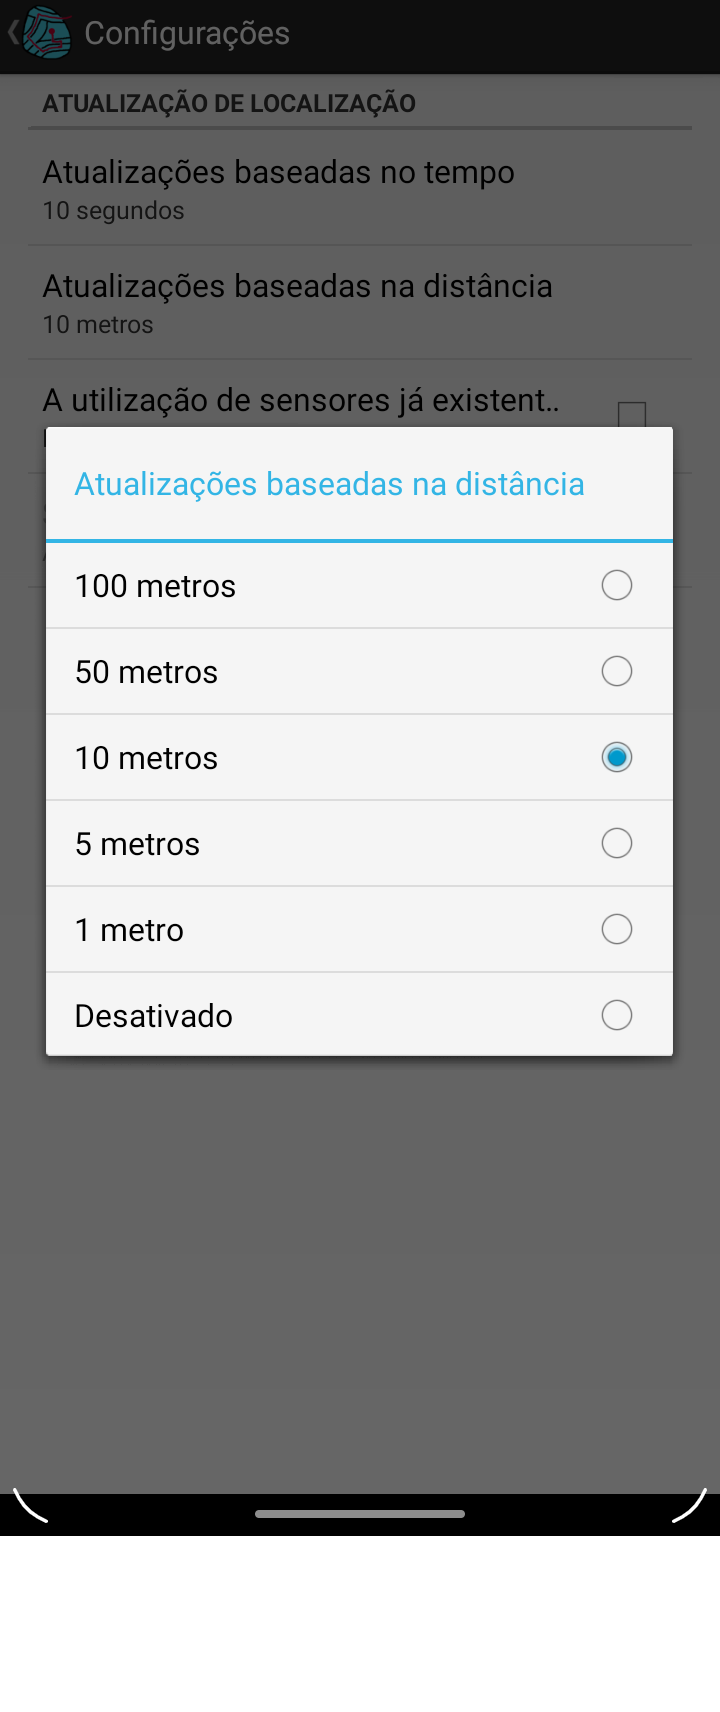 Configurações
ATUALIZAÇÃO DE LOCALIZAÇÃO
Atualizações baseadas no tempo
10 segundos
Atualizações baseadas na distância
10 metros
A utilização de sensores já existent..
Atualizações baseadas na distância
100 metros
50 metros
10 metros
5 metros
1 metro
Desativado